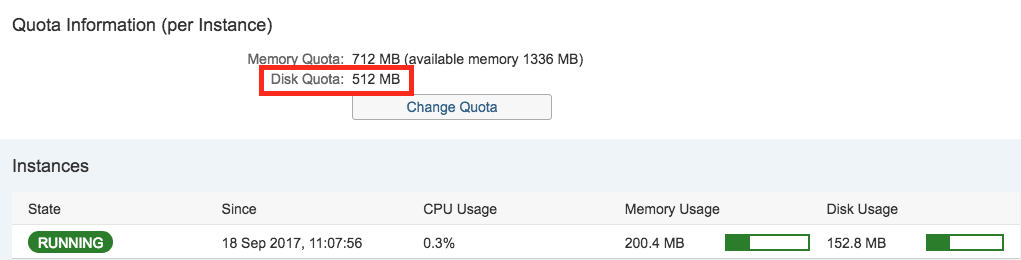 Quota Information (per Instance)
Memory Quota: 712 MB (available memory 1336 MB)
Disk Quota: 512 MB
Change Quota
Instances
State Since CPU Usage Memory Usage Disk Usage
RUNNING 18 Sep 2017, 11:07:56 0.3% 200.4 MB 152.8 MB